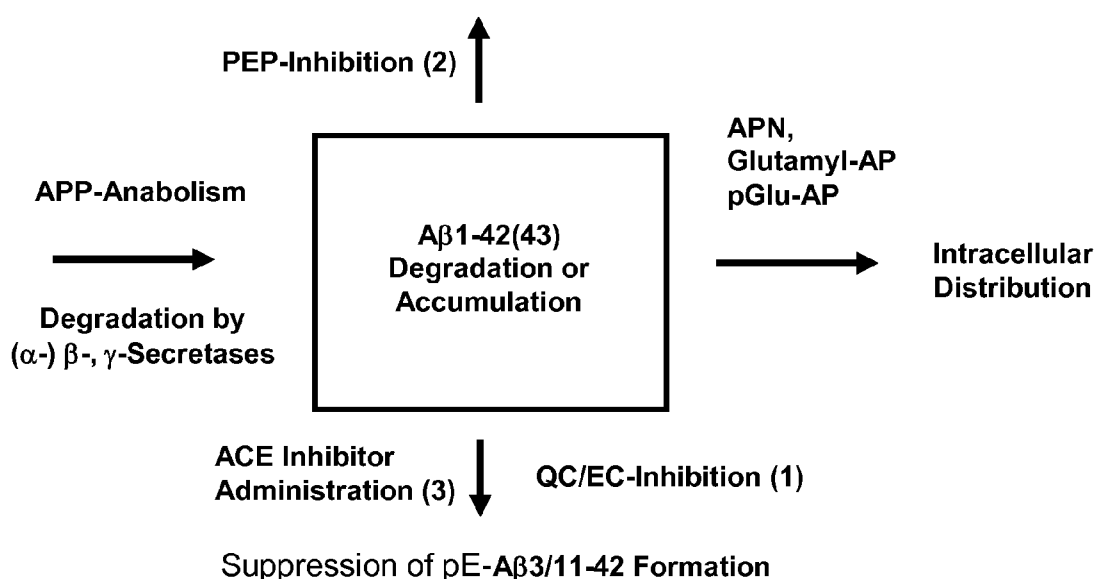 PEP-Inhibition (2)
APN,
Glutamyl-AP
pGlu-AP
APP-Anabolism
Aβ1-42(43)
Degradation or
Accumulation
Intracellular
Distribution
Degradation by
(α-) β-, γ-Secretases
ACE Inhibitor
Administration (3)
QC/EC-Inhibition (1)
Suppression of pE-Aβ3/11-42 Formation